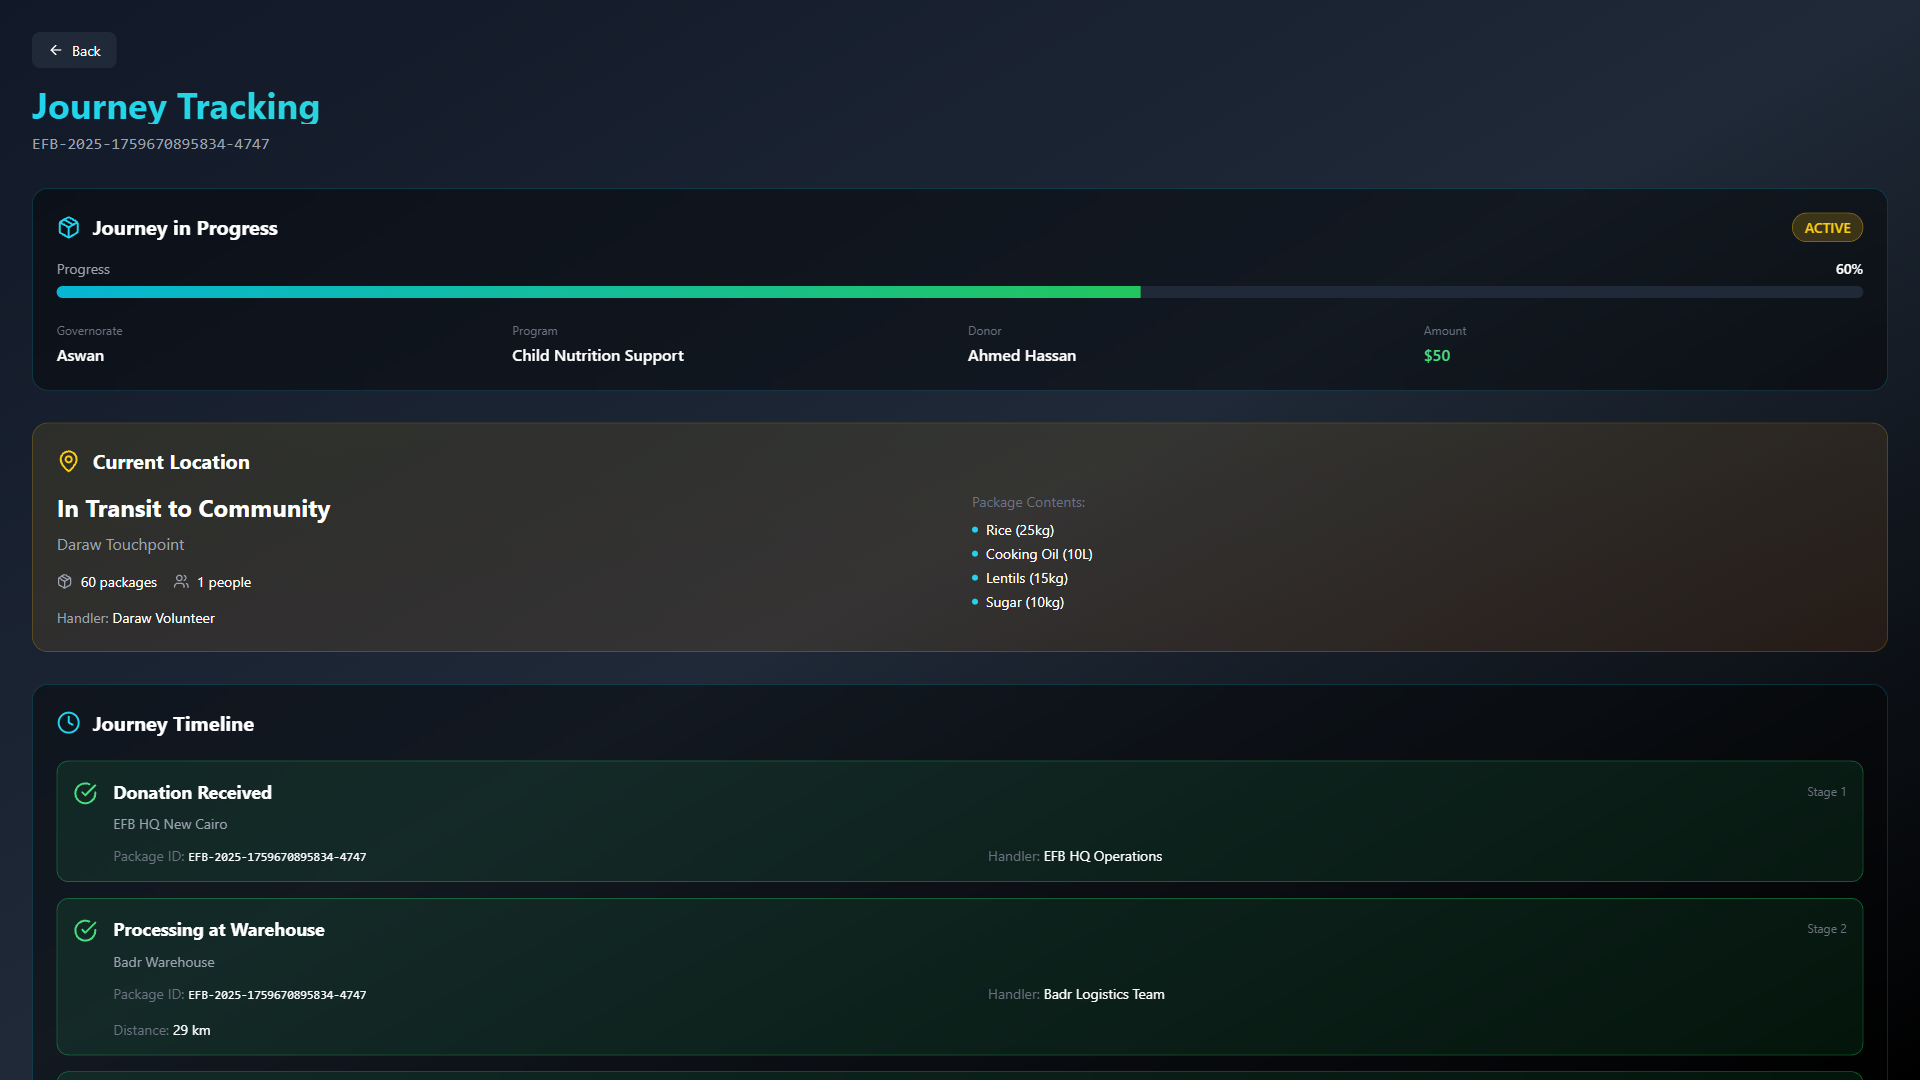 Back
Journey Tracking
EFB-2025-1759670895834-4747
Journey in Progress
ACTIVE
Progress
60%
Governorate
Aswan
Program
Child Nutrition Support
Donor
Ahmed Hassan
Amount
$50
Current Location
In Transit to Community
Daraw Touchpoint
60 packages
1 people
Handler: Daraw Volunteer
Package Contents:
Rice (25kg)
Cooking Oil (10L)
Lentils (15kg)
Sugar (10kg)
Journey Timeline
Donation Received
Stage 1
EFB HQ New Cairo
Package ID: EFB-2025-1759670895834-4747
Handler: EFB HQ Operations
Processing at Warehouse
Stage 2
Badr Warehouse
Package ID: EFB-2025-1759670895834-4747
Handler: Badr Logistics Team
Distance: 29 km